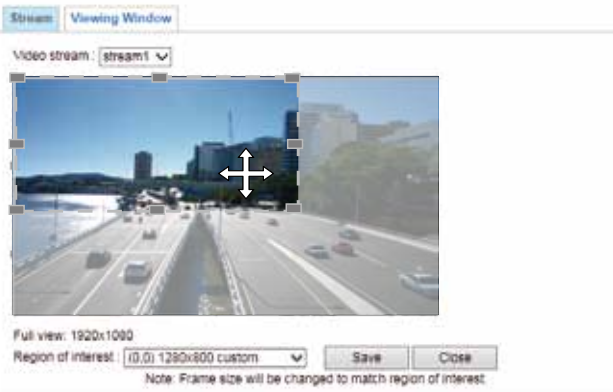 Stream Viewing Window
Video stream : stream1
Full view: 1920x1080
Region of interest : (0,0) 1280x800 custom Save Close
Note: Frame size will be changed to match region of interest